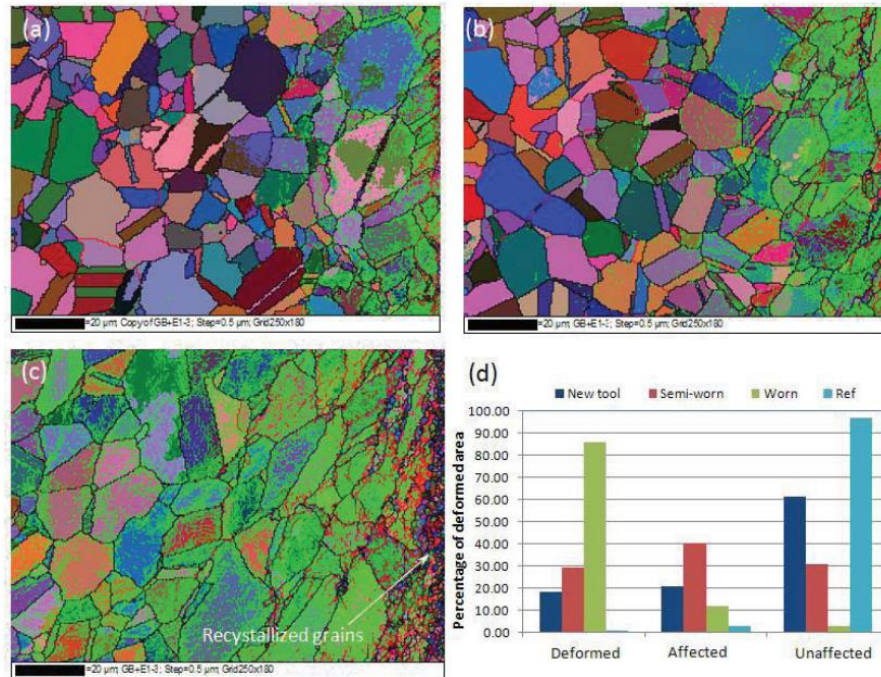 (a)
=20 µm; Copy of GB+E1-3; Step=0.5 µm; Grid250x180
(b)
=20 µm; GB+E1-3; Step=0.5 µm; Grid250x180
(c)
Recystallized grains
=20 µm; GB+E1-3; Step=0.5 µm; Grid250x180
(d)
New tool Semi-worn Worn Ref
Percentage of deformed area
100.00
90.00
80.00
70.00
60.00
50.00
40.00
30.00
20.00
10.00
0.00
Deformed Affected Unaffected